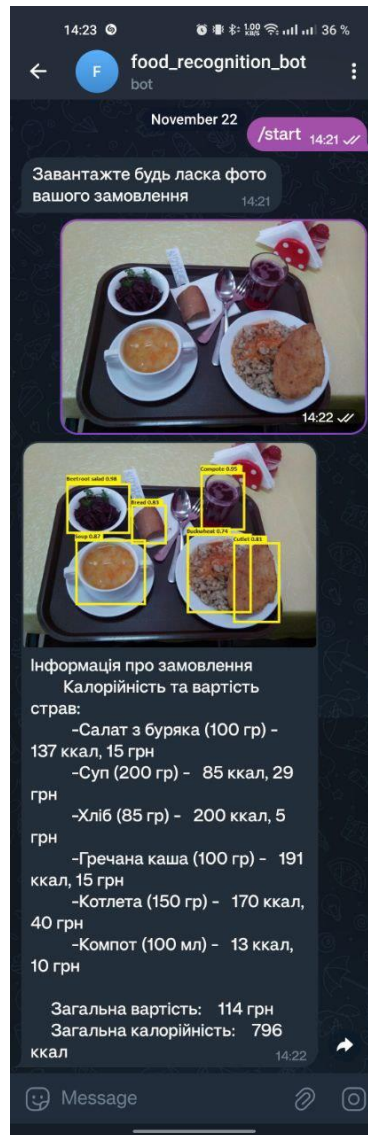 14:23
1.00
KB/S
36 %
F
food_recognition_bot
bot
November 22
/start 14:21
Завантажте будь ласка фото
вашого замовлення
14:21
14:22
Beetroot salad 0.98
Bread 0.83
Compote 0.95
Soup 0.87
Buckwheat 0.74
Cutlet 0.81
Інформація про замовлення
Калорійність та вартість
страв:
-Салат з буряка (100 гр) -
137 ккал, 15 грн
-Суп (200 гр) - 85 ккал, 29
грн
-Хліб (85 гр) - 200 ккал, 5
грн
-Гречана каша (100 гр) - 191
ккал, 15 грн
-Котлета (150 гр) - 170 ккал,
40 грн
-Компот (100 мл) - 13 ккал,
10 грн
Загальна вартість: 114 грн
Загальна калорійність: 796
ккал
14:22
Message